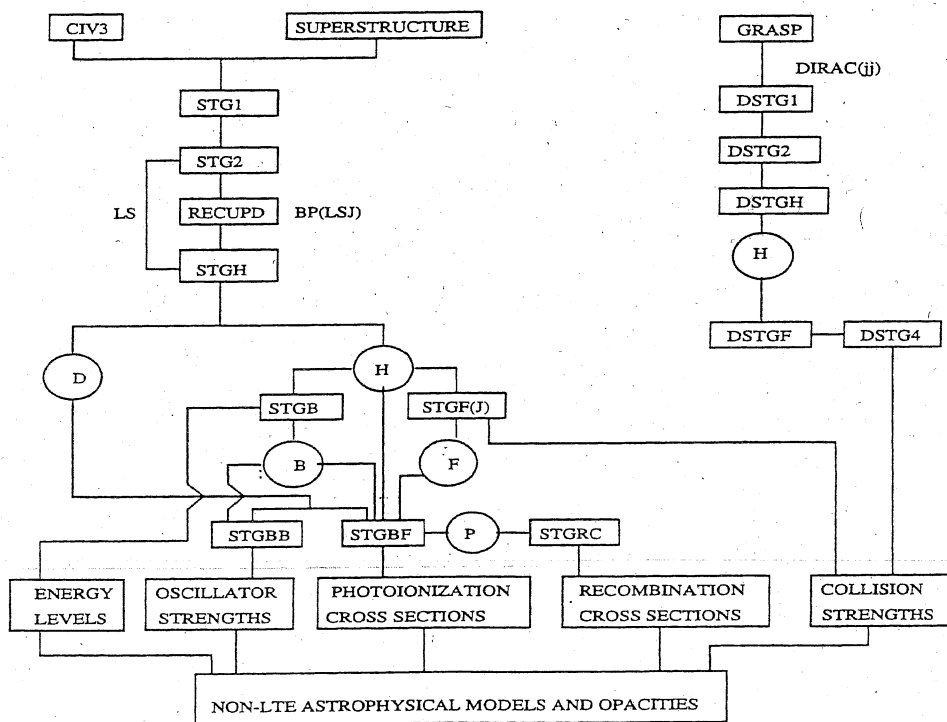 CIV3
SUPERSTRUCTURE
GRASP
DIRAC(jj)
STG1
DSTG1
STG2
DSTG2
LS
RECUPD
BP(LSJ)
DSTGH
STGH
H
DSTGF
DSTG4
D
H
STGB
STGF(J)
B
F
STGBB
STGBF
P
STGRC
ENERGY
LEVELS
OSCILLATOR
STRENGTHS
PHOTOIONIZATION
CROSS SECTIONS
RECOMBINATION
CROSS SECTIONS
COLLISION
STRENGTHS
NON-LTE ASTROPHYSICAL MODELS AND OPACITIES